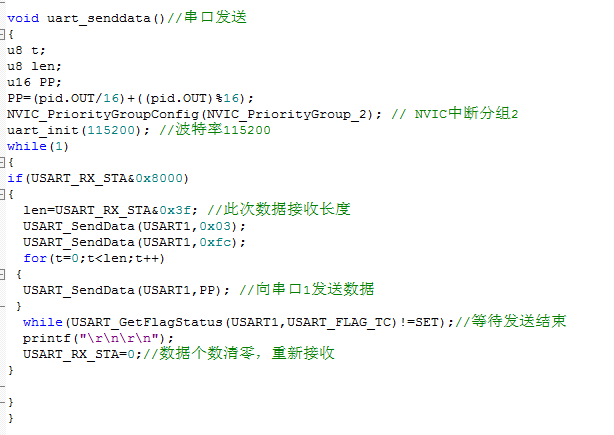 void uart_senddata()//串口发送
{
u8 t;
u8 len;
u16 PP;
PP=(pid.OUT/16)+((pid.OUT)%16);
NVIC_PriorityGroupConfig(NVIC_PriorityGroup_2); // NVIC中断分组2
uart_init(115200); //波特率115200
while(1)
{
if(USART_RX_STA&0x8000)
{
len=USART_RX_STA&0x3f; //此次数据接收长度
USART_SendData(USART1,0x03);
USART_SendData(USART1,0xfc);
for(t=0;t<len;t++)
{
USART_SendData(USART1,PP); //向串口1发送数据
}
while(USART_GetFlagStatus(USART1,USART_FLAG_TC)!=SET);//等待发送结束
printf("\r\n\r\n");
USART_RX_STA=0;//数据个数清零，重新接收
}
}
}